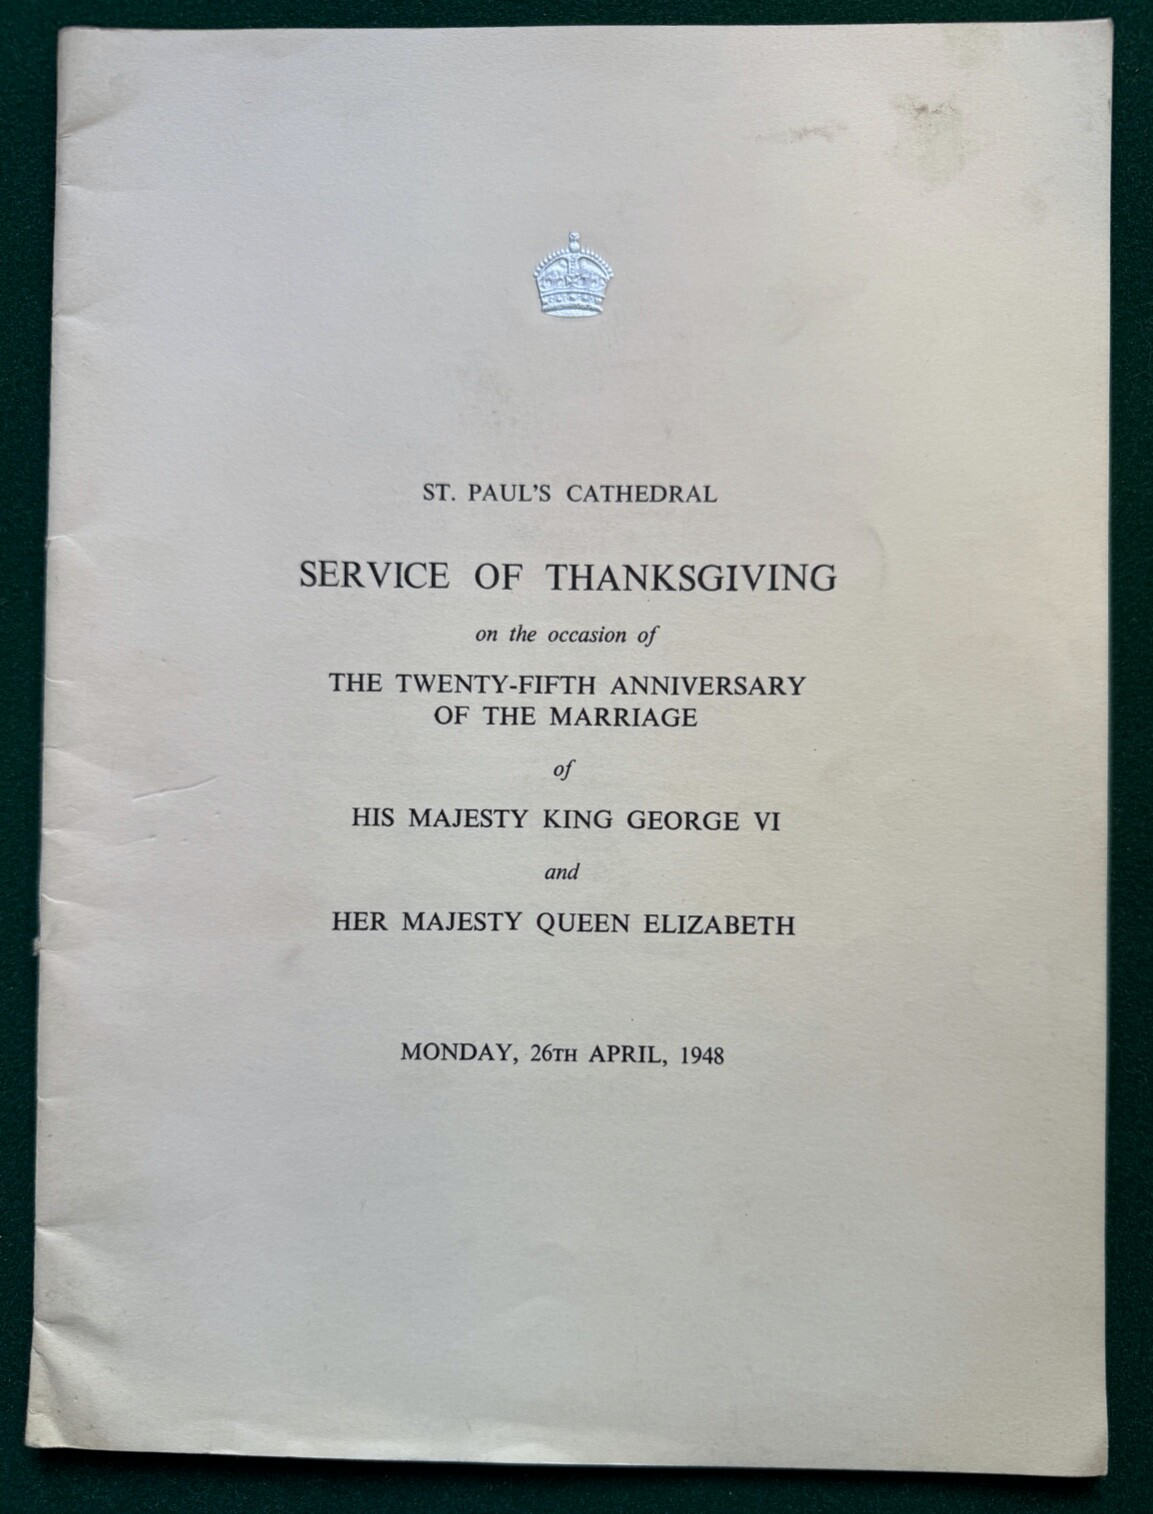 ST. PAUL'S CATHEDRAL
SERVICE OF THANKSGIVING
on the occasion of
THE TWENTY-FIFTH ANNIVERSARY
OF THE MARRIAGE
of
HIS MAJESTY KING GEORGE VI
and
HER MAJESTY QUEEN ELIZABETH
MONDAY, 26TH APRIL, 1948